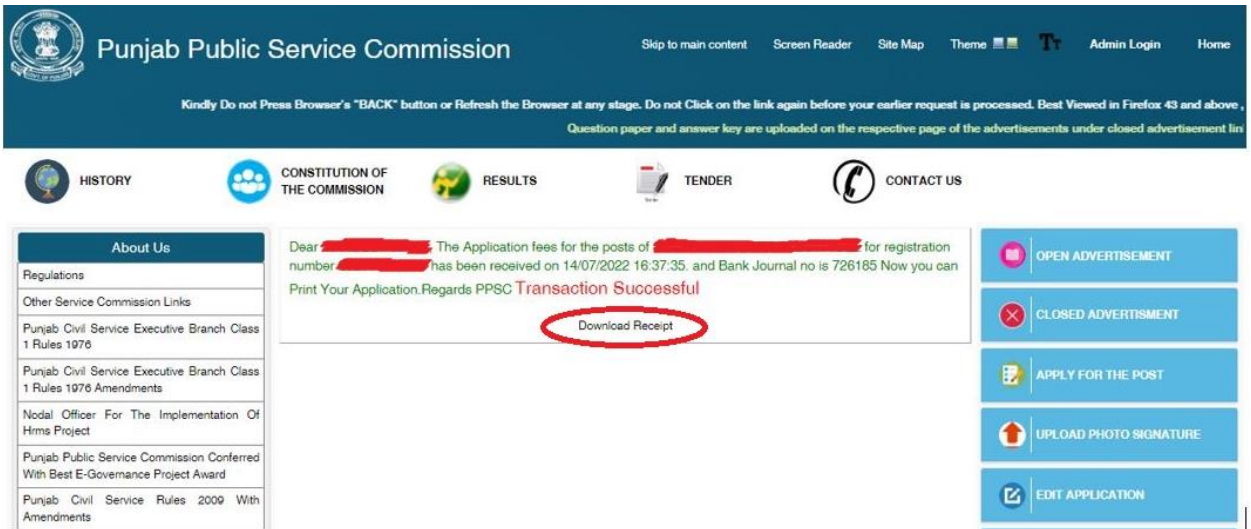 Punjab Public Service Commission
Skip to main content Screen Reader Site Map Theme Tt Admin Login Home
Kindly Do not Press Browser's "BACK" button or Refresh the Browser at any stage. Do not Click on the link again before your earlier request is processed. Best Viewed in Firefox 43 and above ,
Question paper and answer key are uploaded on the respective page of the advertisements under closed advertisement lin
HISTORY
CONSTITUTION OF
THE COMMISSION
RESULTS
TENDER
CONTACT US
About Us
Regulations
Other Service Commission Links
Punjab Civil Service Executive Branch Class
1 Rules 1976
Punjab Civil Service Executive Branch Class
1 Rules 1976 Amendments
Nodal Officer For The Implementation Of
Hrms Project
Punjab Public Service Commission Conferred
With Best E-Governance Project Award
Punjab Civil Service Rules 2009 With
Amendments
Dear , The Application fees for the posts of for registration
number has been received on 14/07/2022 16:37:35. and Bank Journal no is 726185 Now you can
Print Your Application.Regards PPSC Transaction Successful
Download Receipt
OPEN ADVERTISEMENT
CLOSED ADVERTISMENT
APPLY FOR THE POST
UPLOAD PHOTO SIGNATURE
EDIT APPLICATION